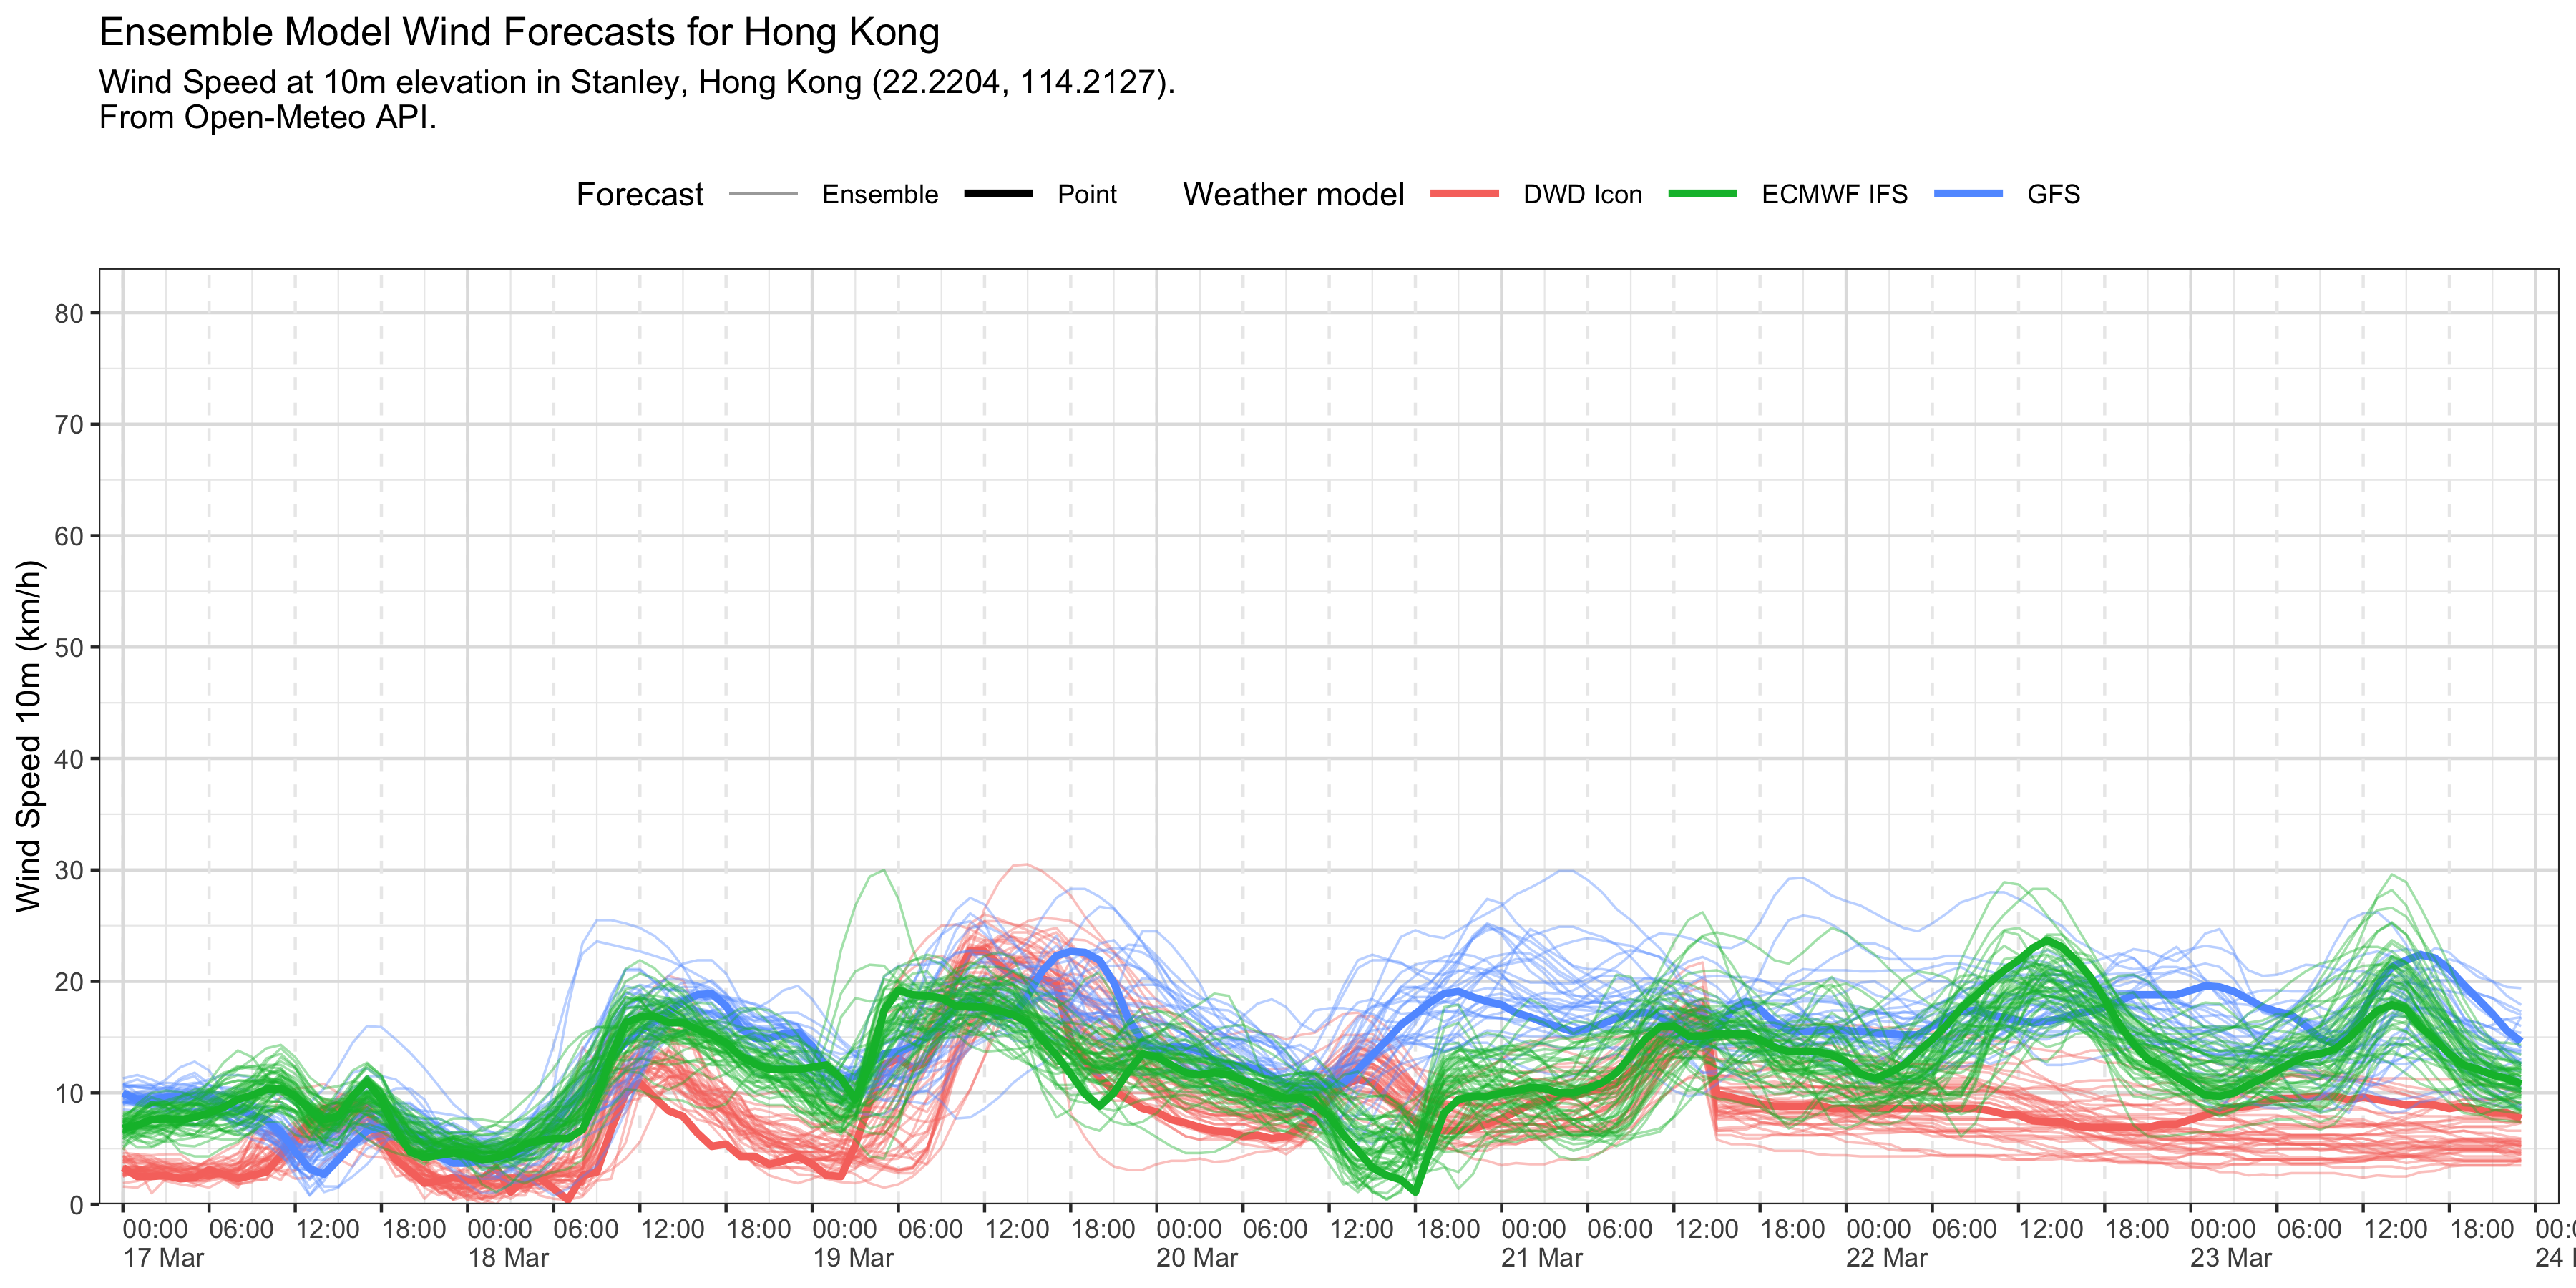 Ensemble Model Wind Forecasts for Hong Kong
Wind Speed at 10m elevation in Stanley, Hong Kong (22.2204, 114.2127).
From Open-Meteo API.
Forecast Ensemble Point Weather model DWD Icon ECMWF IFS GFS
Wind Speed 10m (km/h)
80
70
60
50
40
30
20
10
0
00:00 06:00 12:00 18:00 00:00 06:00 12:00 18:00 00:00 06:00 12:00 18:00 00:00 06:00 12:00 18:00 00:00 06:00 12:00 18:00 00:00 06:00 12:00 18:00 00:00 06:00 12:00 18:00
17 Mar 18 Mar 19 Mar 20 Mar 21 Mar 22 Mar 23 Mar 24